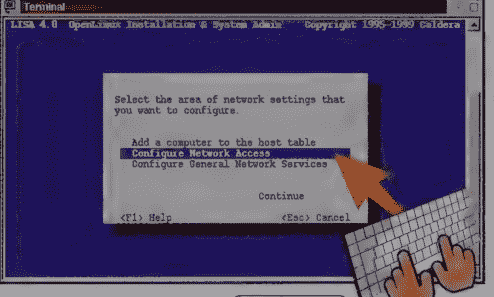 Terminal
LISA 4.0 OpenLinux Installation & System Admin Copyright 1995-1999 Caldera
Select the area of network settings that
you want to configure.
Add a computer to the host table
Configure Network Access
Configure General Network Services
Continue
<F1> Help <Esc> Cancel